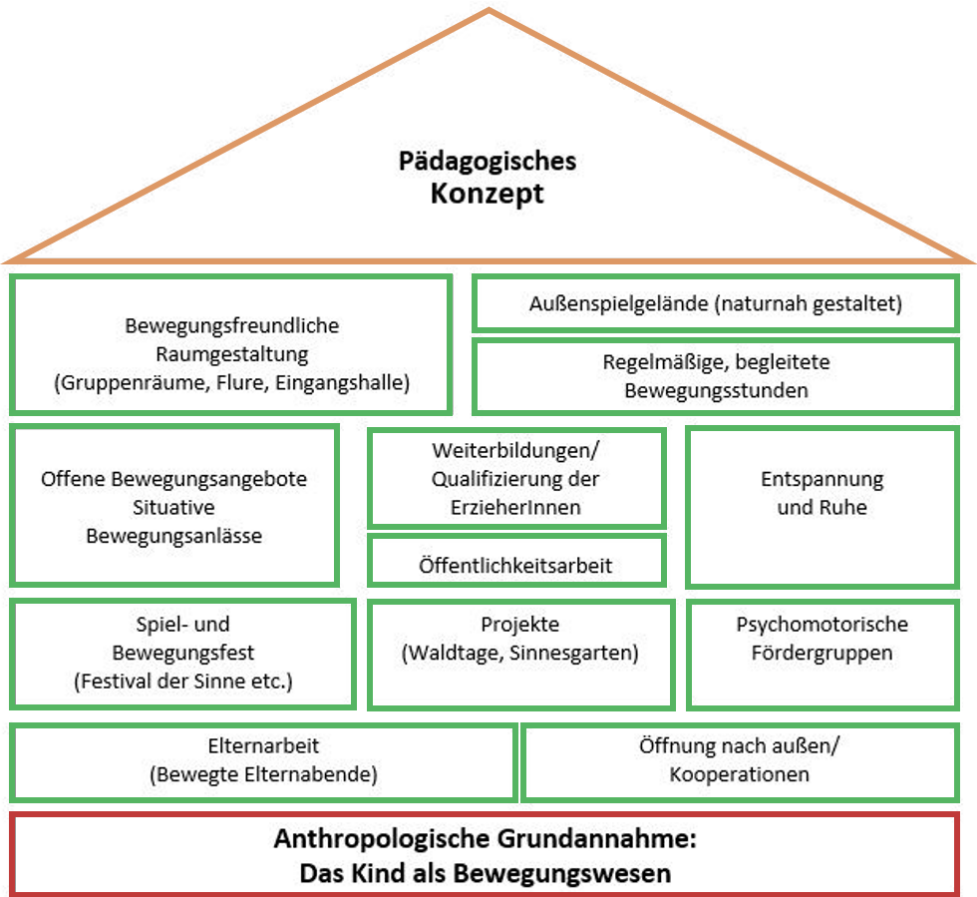 Pädagogisches
Konzept
Bewegungsfreundliche
Raumgestaltung
(Gruppenräume, Flure, Eingangshalle)
Außenspielgelände (naturnah gestaltet)
Regelmäßige, begleitete
Bewegungsstunden
Offene Bewegungsangebote
Situative
Bewegungsanlässe
Weiterbildungen/
Qualifizierung der
ErzieherInnen
Öffentlichkeitsarbeit
Entspannung
und Ruhe
Spiel- und
Bewegungsfest
(Festival der Sinne etc.)
Projekte
(Waldtage, Sinnesgarten)
Psychomotorische
Fördergruppen
Elternarbeit
(Bewegte Elternabende)
Öffnung nach außen/
Kooperationen
Anthropologische Grundannahme:
Das Kind als Bewegungswesen